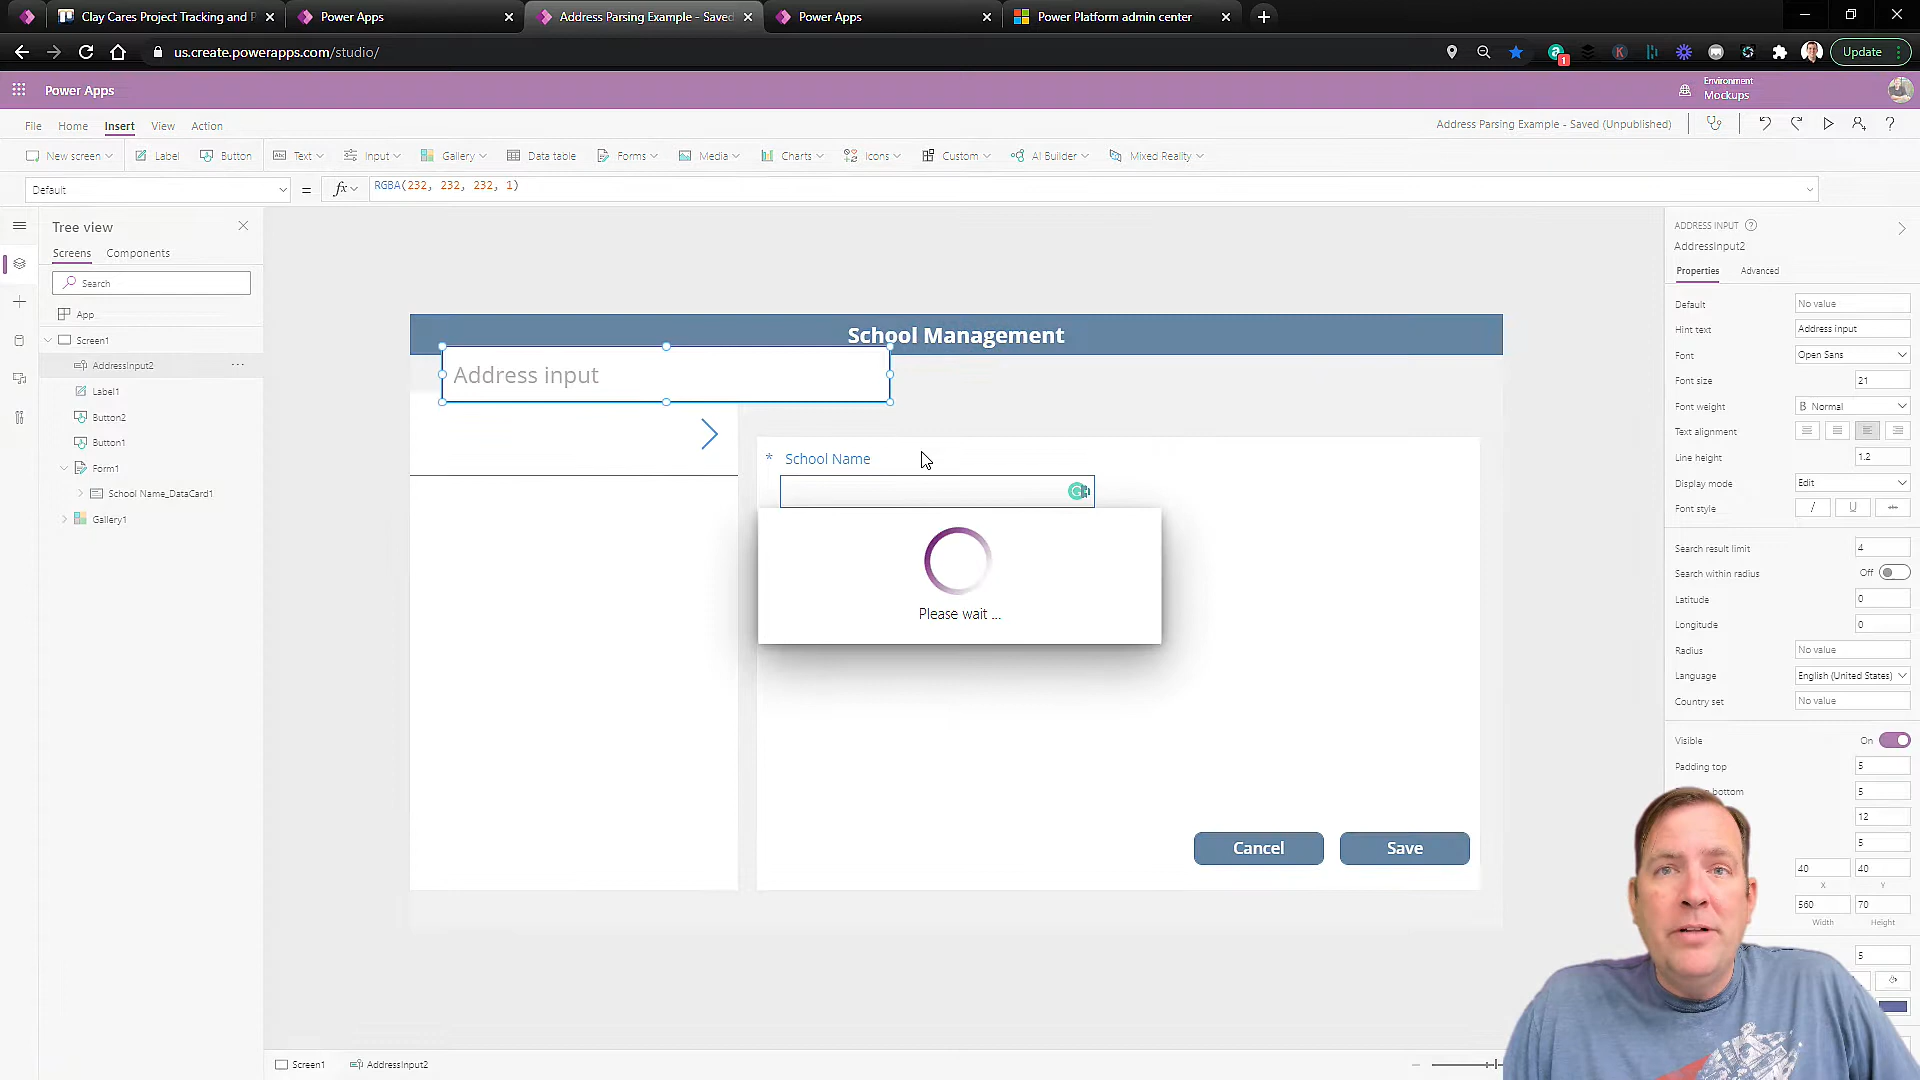 Clay Cares Project Tracking and P
Power Apps
Address Parsing Example - Saved
Power Apps
Power Platform admin center
us.create.powerapps.com/studio/
1
Update
Power Apps
Environment
Mockups
File Home Insert View Action
Address Parsing Example - Saved (Unpublished)
New screen Label Button Text Input Gallery Data table Forms Media Charts Icons Custom AI Builder Mixed Reality
Default = fx RGBA(232, 232, 232, 1)
Tree view
Screens Components
Search
App
Screen1
AddressInput2 ...
Label1
Button2
Button1
Form1
School Name_DataCard1
Gallery1
School Management
Address input
* School Name
Please wait ...
Cancel Save
ADDRESS INPUT
AddressInput2
Properties Advanced
Default No value
Hint text Address input
Font Open Sans
Font size 21
Font weight B Normal
Text alignment
Line height 1.2
Display mode Edit
Font style / U
Search result limit 4
Search within radius Off
Latitude 0
Longitude 0
Radius No value
Language English (United States)
Country set No value
Visible On
Padding top 5
bottom 5
12
5
40 40
X Y
560 70
Width Height
5
Screen1 AddressInput2